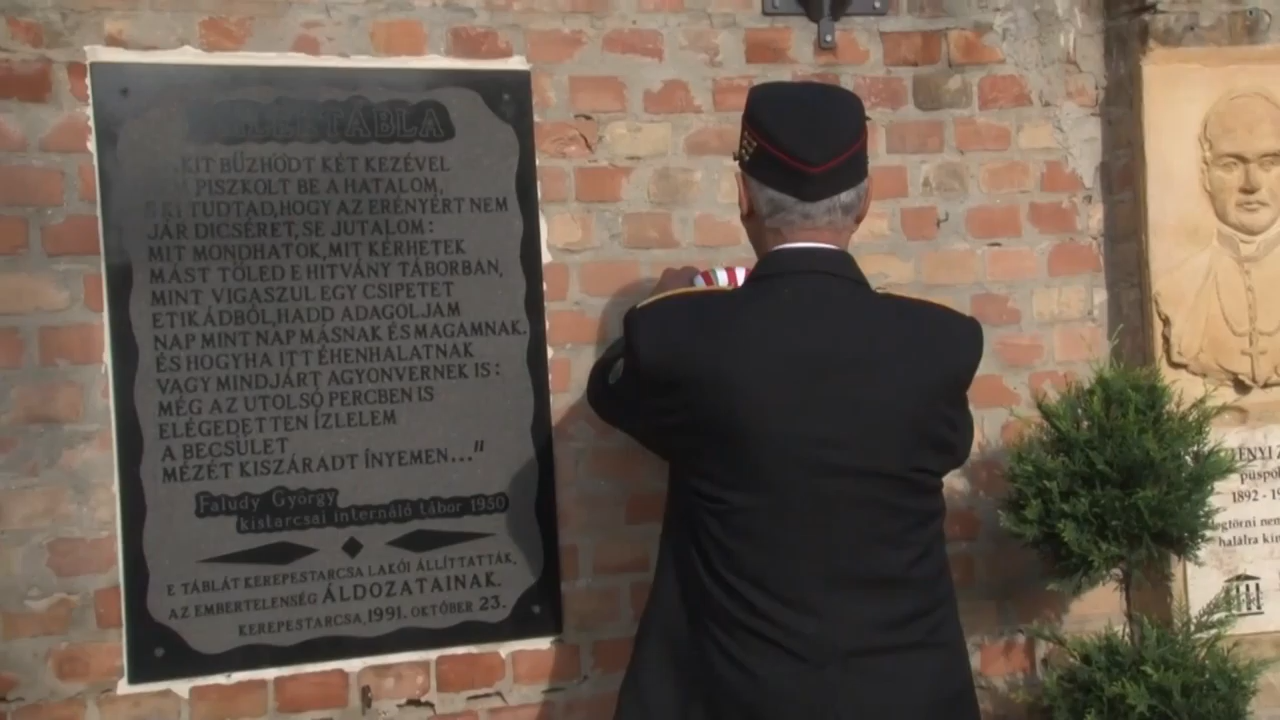 TÁBLA
KIT BŰZHÖDT KÉT KEZÉVEL
PISZKOLT BE A HATALOM,
KI TUDTAD, HOGY AZ ERÉNYÉRT NEM
JÁR DICSÉRET, SE JUTALOM:
MIT MONDHATOK, MIT KÉRHETEK
MÁST TŐLED E HITVÁNY TÁBORBAN,
MINT VIGASZUL EGY CSIPETET
ETIKÁDBÓL, HADD ADAGOLJAM
NAP MINT NAP MÁSNAK ÉS MAGAMNAK.
ÉS HOGYHA ITT ÉHENHALATNAK
VAGY MINDJÁRT AGYONVERNEK IS:
MÉG AZ UTOLSÓ PERCBEN IS
ELÉGEDETTEN ÍZLELEM
A BECSÜLET
MÉZÉT KISZÁRADT ÍNYEMEN..."
Faludy György
kistarcsai internáló tábor 1950
E TÁBLÁT KEREPESTARCSA LAKÓI ÁLLÍTTATTÁK,
AZ EMBERTELENSÉG ÁLDOZATAINAK.
KEREPESTARCSA, 1991. OKTÓBER 23.
1892 - 19
halálra